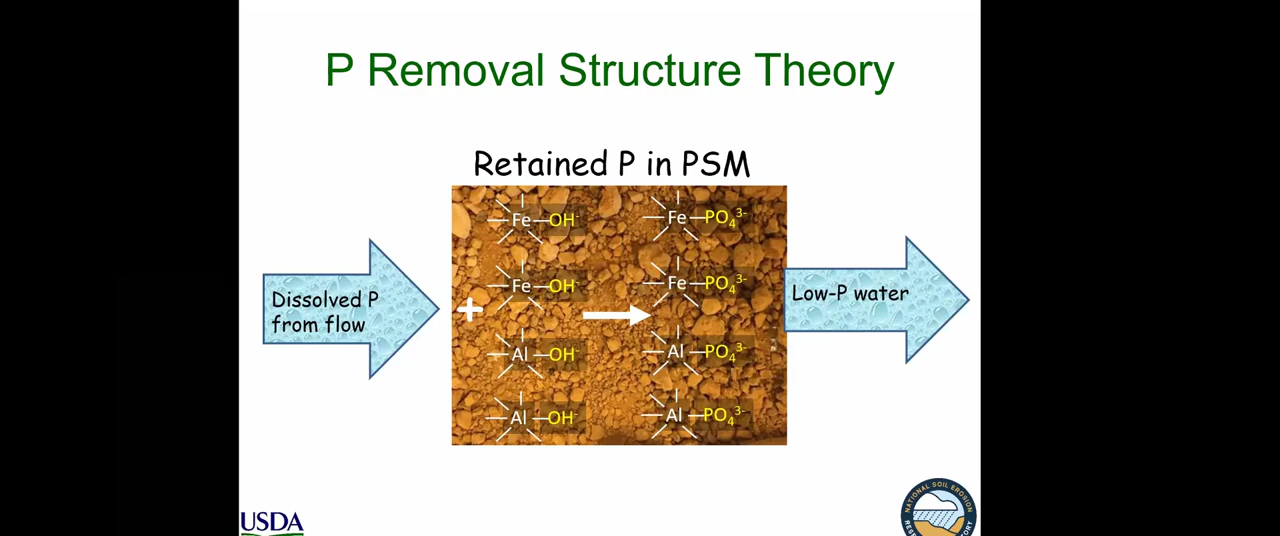 P Removal Structure Theory
Retained P in PSM
Dissolved P
from flow
+
Fe—OH⁻
Fe—PO₄³⁻
Fe—OH⁻
Fe—PO₄³⁻
Al—OH⁻
Al—PO₄³⁻
Al—OH⁻
Al—PO₄³⁻
Low-P water
USDA
NATIONAL SOIL EROSION